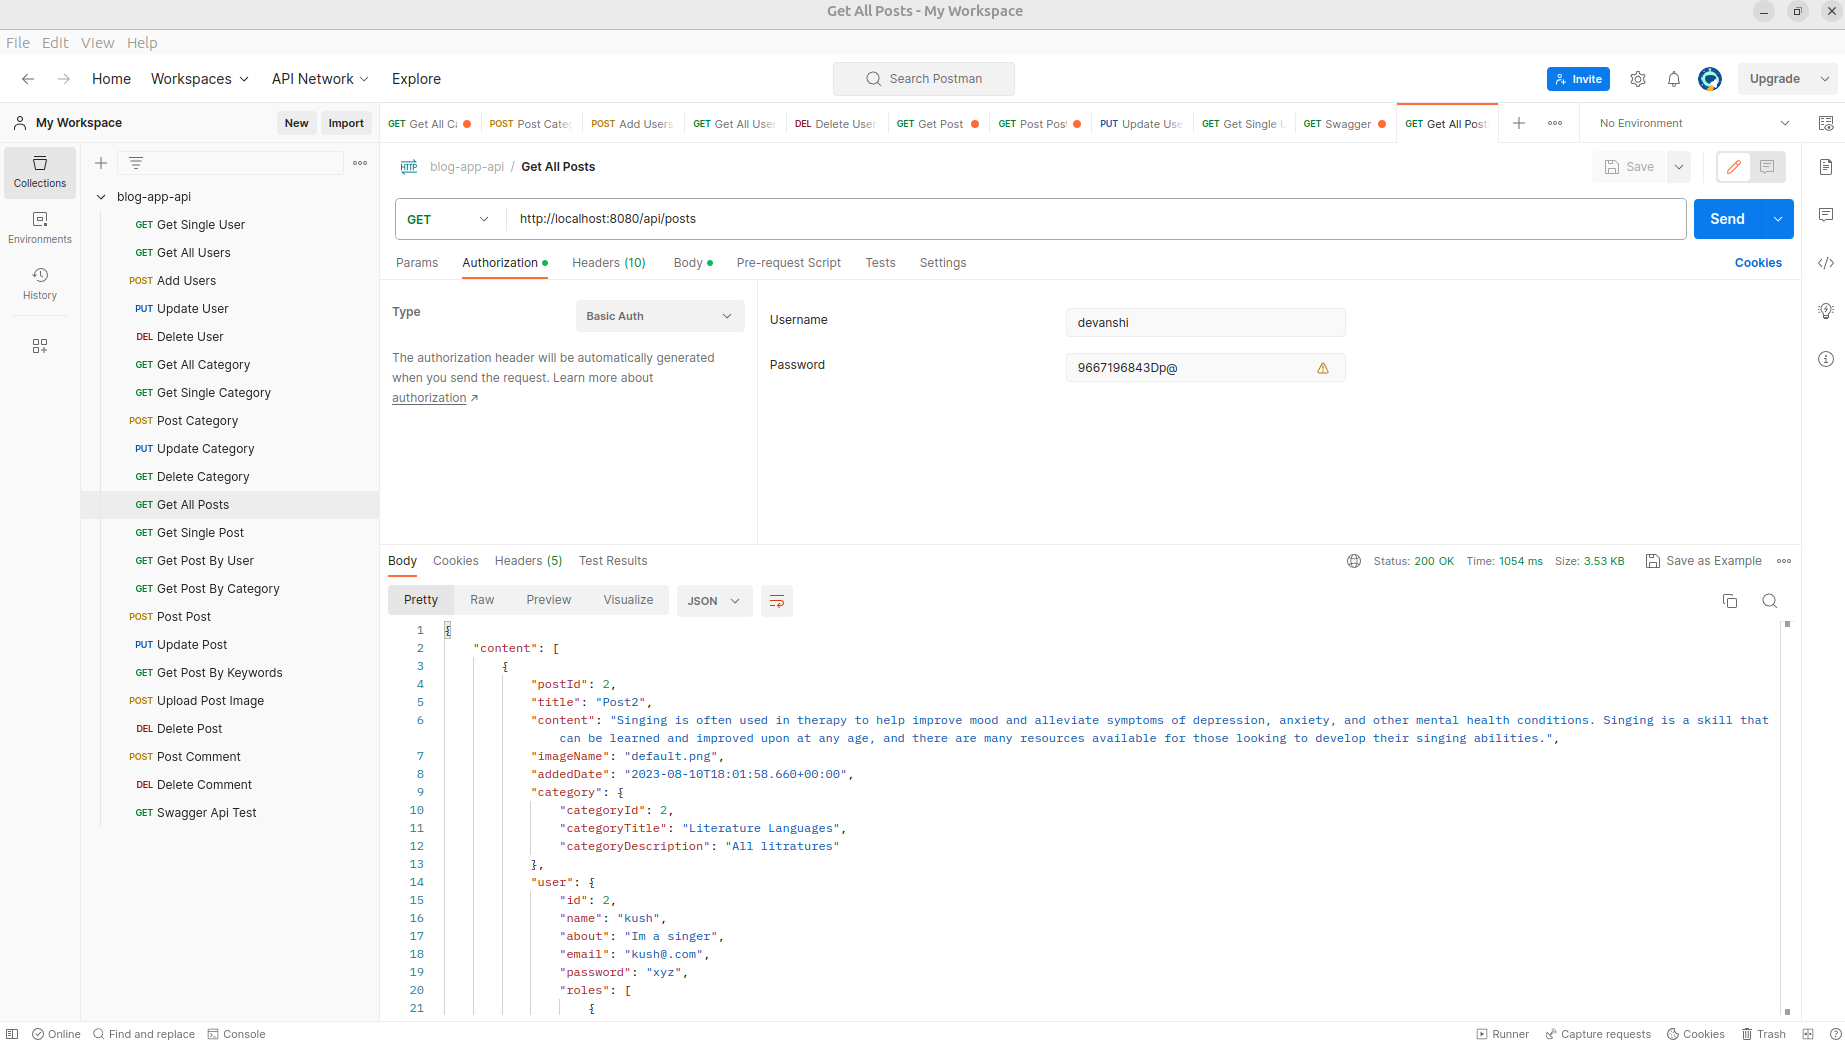 Get All Posts - My Workspace
File Edit View Help
Home Workspaces API Network Explore
Search Postman
Invite
Upgrade
My Workspace
New Import
GET Get All Ca
POST Post Categ
POST Add Users
GET Get All User
DEL Delete User
GET Get Post
POST Post Post
PUT Update Use
GET Get Single U
GET Swagger
GET Get All Post
No Environment
Collections
Environments
History
blog-app-api
GET Get Single User
GET Get All Users
POST Add Users
PUT Update User
DEL Delete User
GET Get All Category
GET Get Single Category
POST Post Category
PUT Update Category
GET Delete Category
GET Get All Posts
GET Get Single Post
GET Get Post By User
GET Get Post By Category
POST Post Post
PUT Update Post
GET Get Post By Keywords
POST Upload Post Image
DEL Delete Post
POST Post Comment
DEL Delete Comment
GET Swagger Api Test
HTTP blog-app-api / Get All Posts
Save
GET http://localhost:8080/api/posts
Send
Params Authorization Headers (10) Body Pre-request Script Tests Settings
Cookies
Type Basic Auth
The authorization header will be automatically generated
when you send the request. Learn more about
authorization ↗
Username devanshi
Password 9667196843Dp@
Body Cookies Headers (5) Test Results
Status: 200 OK Time: 1054 ms Size: 3.53 KB Save as Example
Pretty Raw Preview Visualize JSON
1 {
2 "content": [
3 {
4 "postId": 2,
5 "title": "Post2",
6 "content": "Singing is often used in therapy to help improve mood and alleviate symptoms of depression, anxiety, and other mental health conditions. Singing is a skill that
can be learned and improved upon at any age, and there are many resources available for those looking to develop their singing abilities.",
7 "imageName": "default.png",
8 "addedDate": "2023-08-10T18:01:58.660+00:00",
9 "category": {
10 "categoryId": 2,
11 "categoryTitle": "Literature Languages",
12 "categoryDescription": "All litratures"
13 },
14 "user": {
15 "id": 2,
16 "name": "kush",
17 "about": "Im a singer",
18 "email": "kush@.com",
19 "password": "xyz",
20 "roles": [
21 {
Online Find and replace Console
Runner Capture requests Cookies Trash